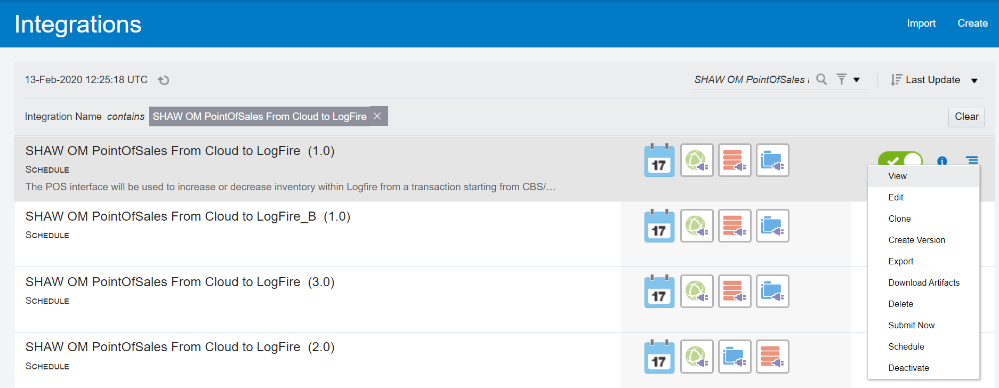 Integrations
Import Create
13-Feb-2020 12:25:18 UTC SHAW OM PointOfSales Last Update
Integration Name contains SHAW OM PointOfSales From Cloud to LogFire Clear
SHAW OM PointOfSales From Cloud to LogFire (1.0)
SCHEDULE
The POS interface will be used to increase or decrease inventory within Logfire from a transaction starting from CBS/…
17
View
Edit
Clone
Create Version
Export
Download Artifacts
Delete
Submit Now
Schedule
Deactivate
SHAW OM PointOfSales From Cloud to LogFire_B (1.0)
SCHEDULE
17
SHAW OM PointOfSales From Cloud to LogFire (3.0)
SCHEDULE
17
SHAW OM PointOfSales From Cloud to LogFire (2.0)
SCHEDULE
17